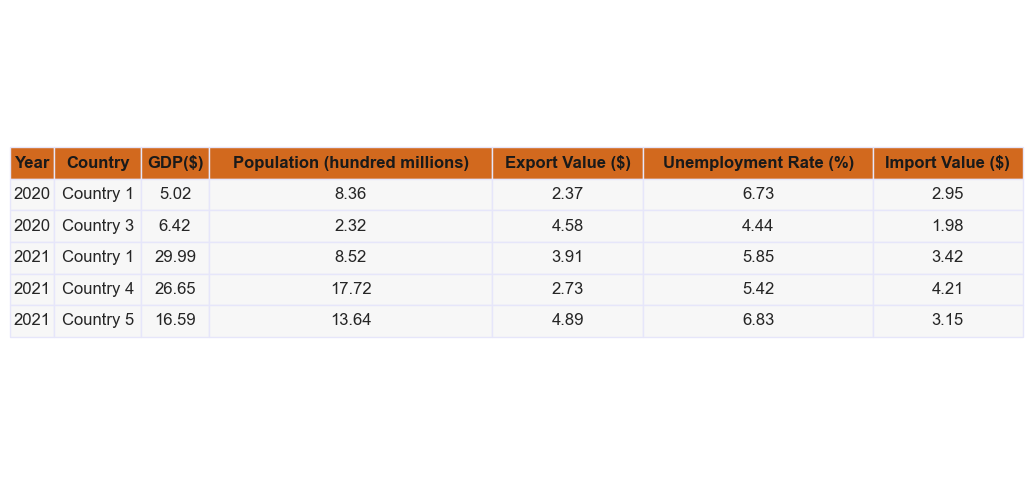 Year Country GDP($) Population (hundred millions) Export Value ($) Unemployment Rate (%) Import Value ($)
2020 Country 1 5.02 8.36 2.37 6.73 2.95
2020 Country 3 6.42 2.32 4.58 4.44 1.98
2021 Country 1 29.99 8.52 3.91 5.85 3.42
2021 Country 4 26.65 17.72 2.73 5.42 4.21
2021 Country 5 16.59 13.64 4.89 6.83 3.15